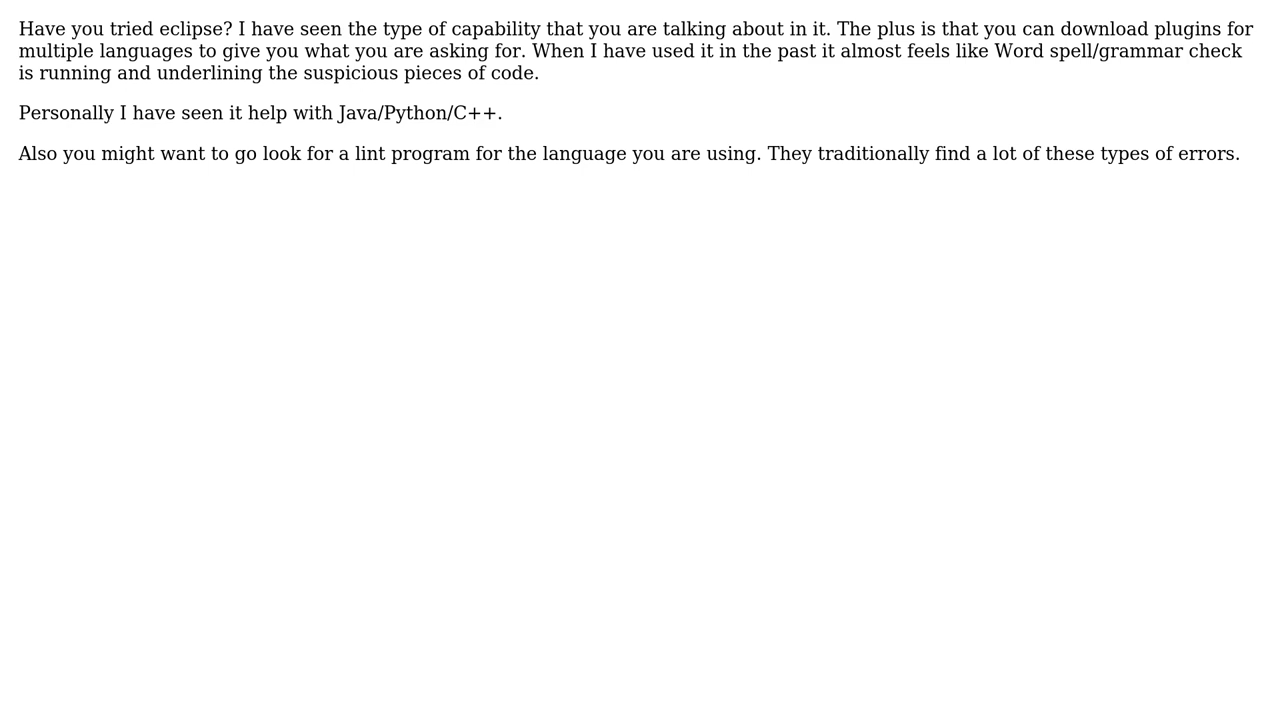 Have you tried eclipse? I have seen the type of capability that you are talking about in it. The plus is that you can download plugins for
multiple languages to give you what you are asking for. When I have used it in the past it almost feels like Word spell/grammar check
is running and underlining the suspicious pieces of code.
Personally I have seen it help with Java/Python/C++.
Also you might want to go look for a lint program for the language you are using. They traditionally find a lot of these types of errors.